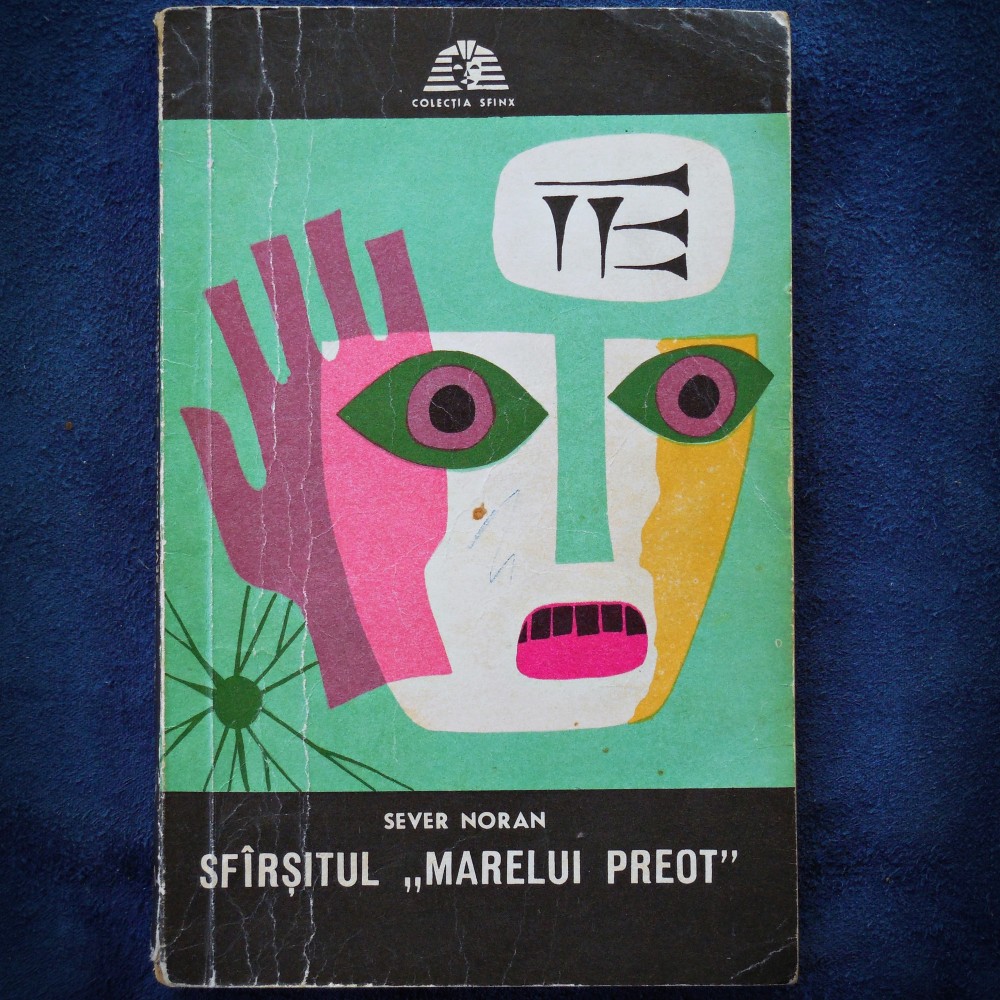 COLECȚIA SFINX
SEVER NORAN
SFÎRȘITUL „MARELUI PREOT”